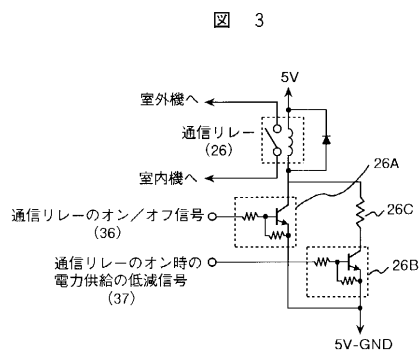 図 3
5V
室外機へ
通信リレー
(26)
室内機へ
26A
26C
通信リレーのオン／オフ信号
(36)
通信リレーのオン時の
電力供給の低減信号
(37)
26B
5V-GND